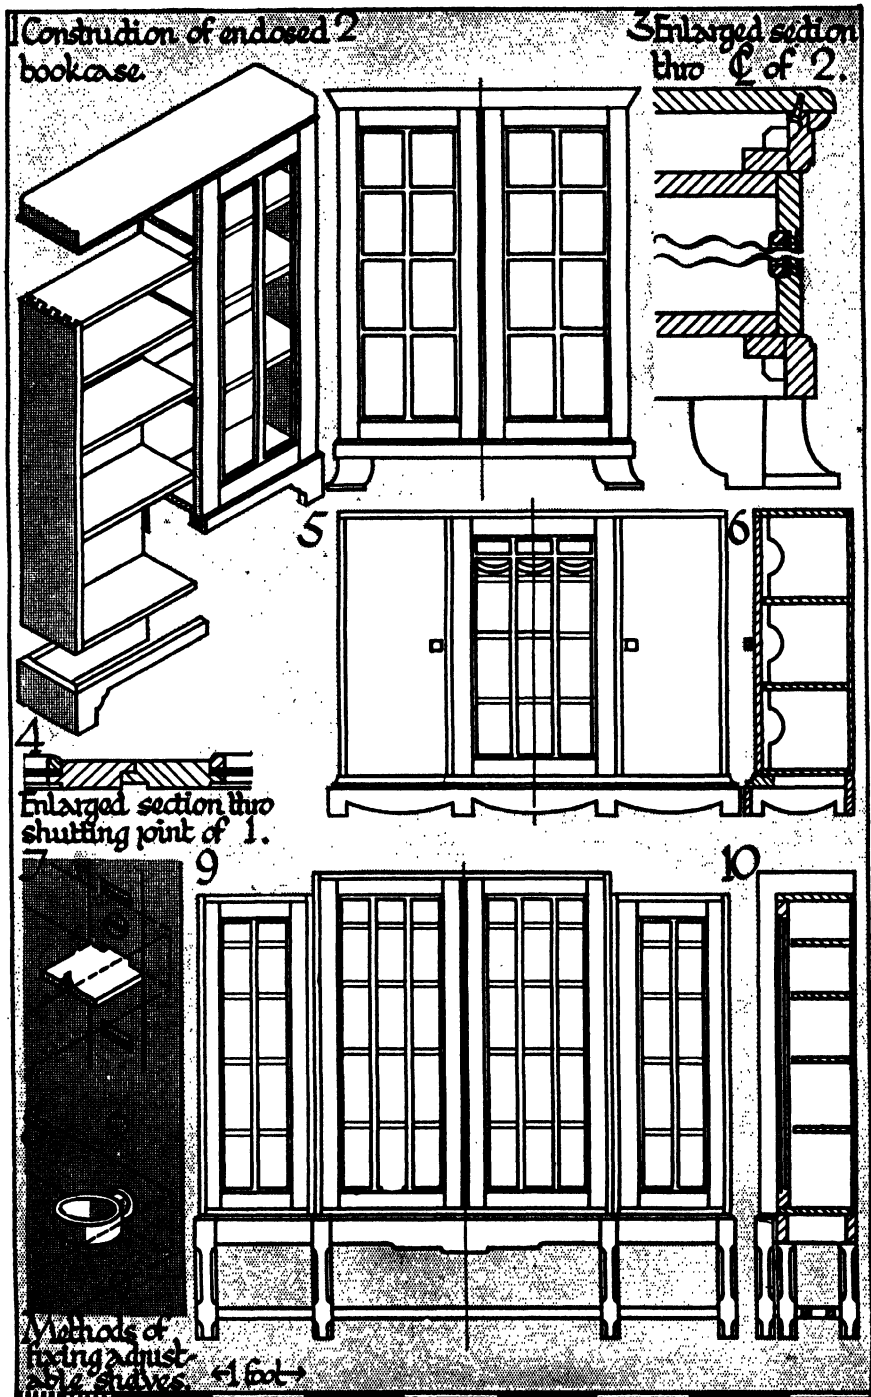 1 Construction of enclosed
bookcase.
2
3 Enlarged section
thro ℄ of 2.
5
6
4
Enlarged section thro
shutting joint of 1.
7
9
10
Methods of
fixing adjust-
able shelves.
1 foot